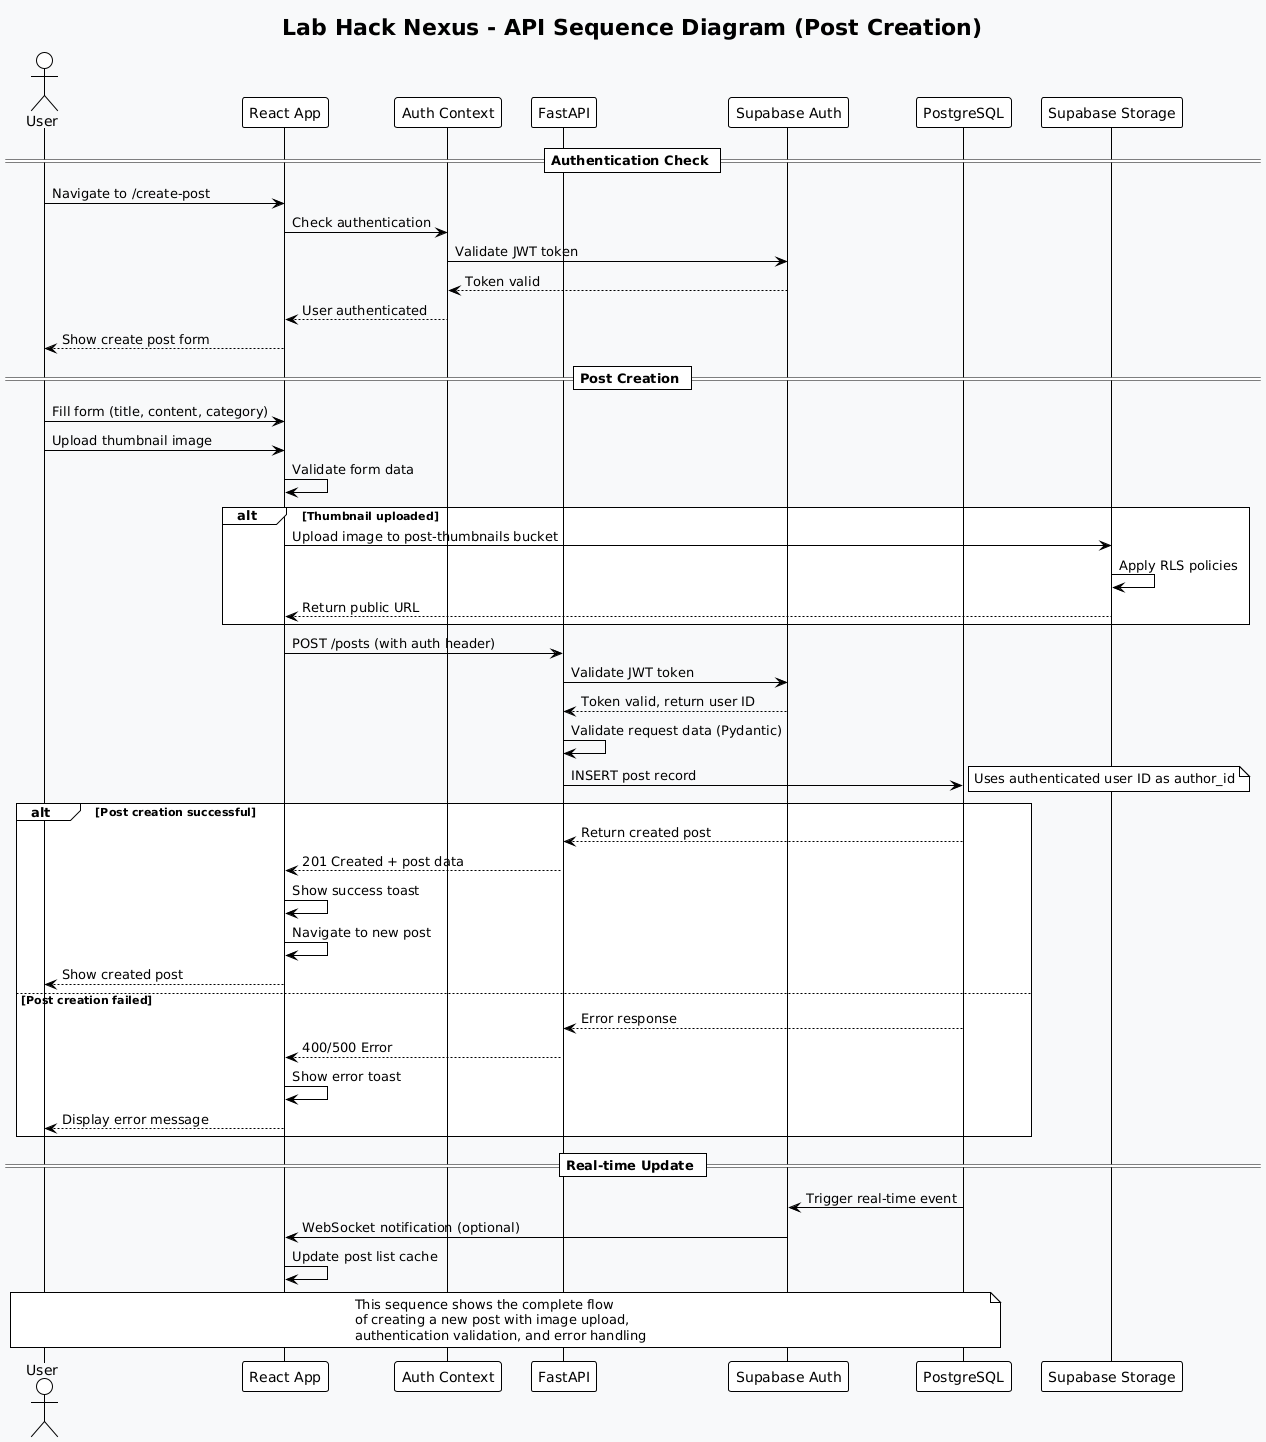 Lab Hack Nexus - API Sequence Diagram (Post Creation)
User
React App
Auth Context
FastAPI
Supabase Auth
PostgreSQL
Supabase Storage
Authentication Check
Navigate to /create-post
Check authentication
Validate JWT token
Token valid
User authenticated
Show create post form
Post Creation
Fill form (title, content, category)
Upload thumbnail image
Validate form data
alt
[Thumbnail uploaded]
Upload image to post-thumbnails bucket
Apply RLS policies
Return public URL
POST /posts (with auth header)
Validate JWT token
Token valid, return user ID
Validate request data (Pydantic)
INSERT post record
Uses authenticated user ID as author_id
alt
[Post creation successful]
Return created post
201 Created + post data
Show success toast
Navigate to new post
Show created post
[Post creation failed]
Error response
400/500 Error
Show error toast
Display error message
Real-time Update
Trigger real-time event
WebSocket notification (optional)
Update post list cache
This sequence shows the complete flow
of creating a new post with image upload,
authentication validation, and error handling
User
React App
Auth Context
FastAPI
Supabase Auth
PostgreSQL
Supabase Storage